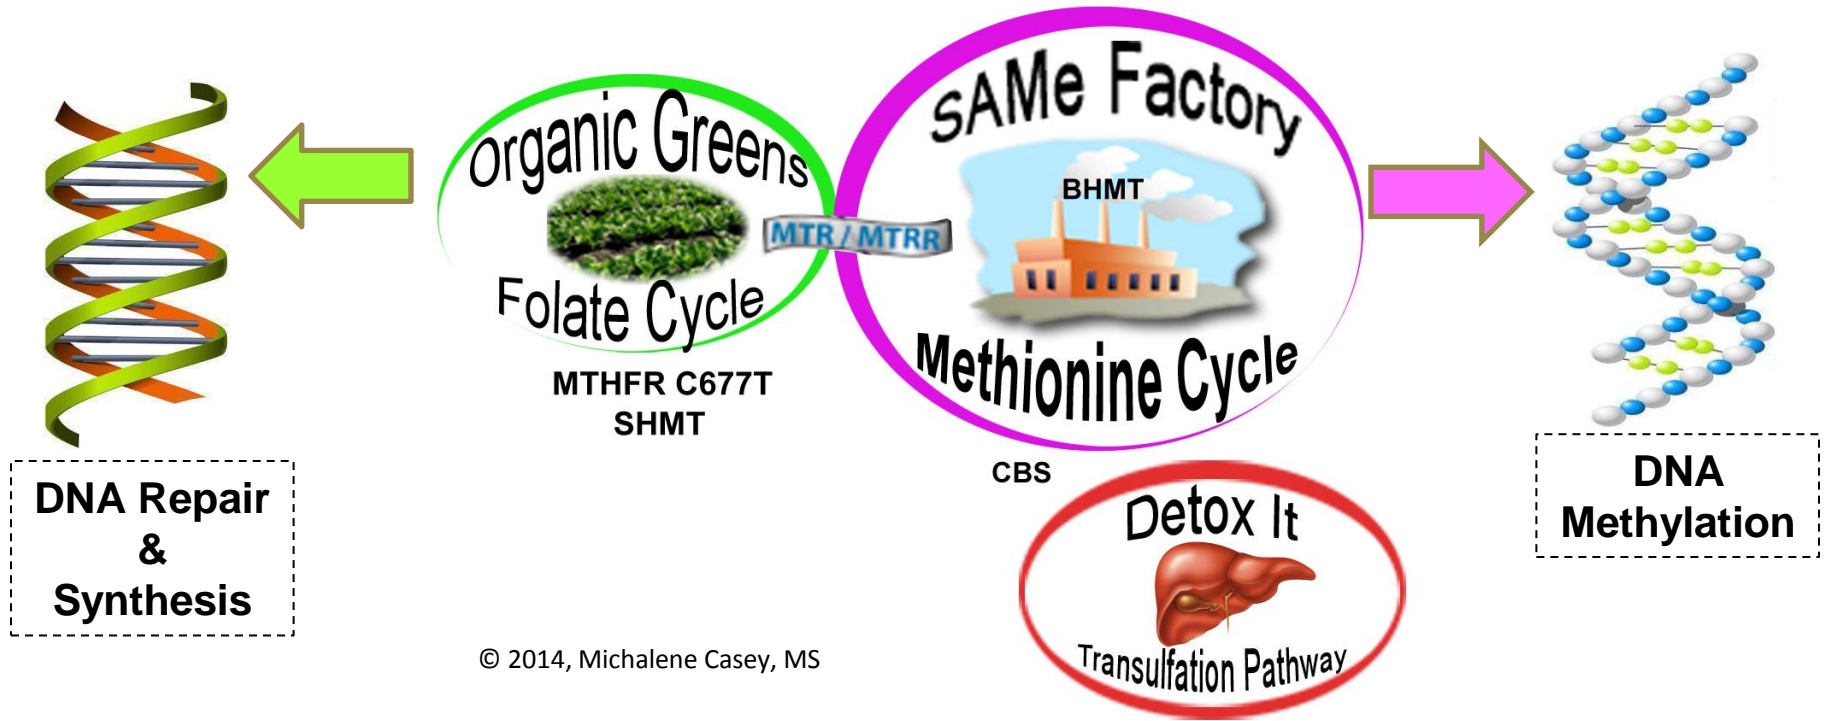 Organic Greens
Folate Cycle
MTHFR C677T
SHMT
MTR / MTRR
SAMe Factory
BHMT
Methionine Cycle
CBS
Detox It
Transulfation Pathway
DNA Repair
&
Synthesis
DNA
Methylation
© 2014, Michalene Casey, MS